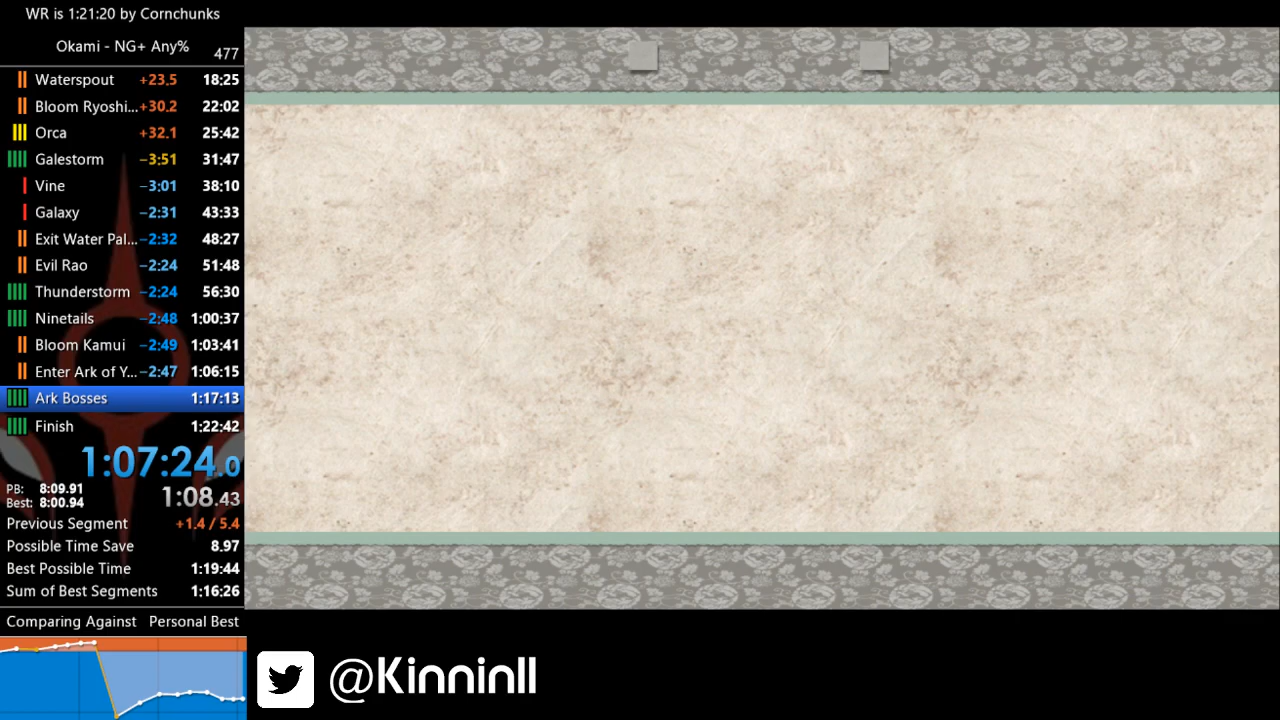 WR is 1:21:20 by Cornchunks
Okami - NG+ Any%
477
Waterspout +23.5 18:25
Bloom Ryoshi... +30.2 22:02
Orca +32.1 25:42
Galestorm −3:51 31:47
Vine −3:01 38:10
Galaxy −2:31 43:33
Exit Water Pal... −2:32 48:27
Evil Rao −2:24 51:48
Thunderstorm −2:24 56:30
Ninetails −2:48 1:00:37
Bloom Kamui −2:49 1:03:41
Enter Ark of Y... −2:47 1:06:15
Ark Bosses 1:17:13
Finish 1:22:42
1:07:24.0
PB: 8:09.91
Best: 8:00.94
1:08.43
Previous Segment +1.4 / 5.4
Possible Time Save 8.97
Best Possible Time 1:19:44
Sum of Best Segments 1:16:26
Comparing Against Personal Best
@Kinninll